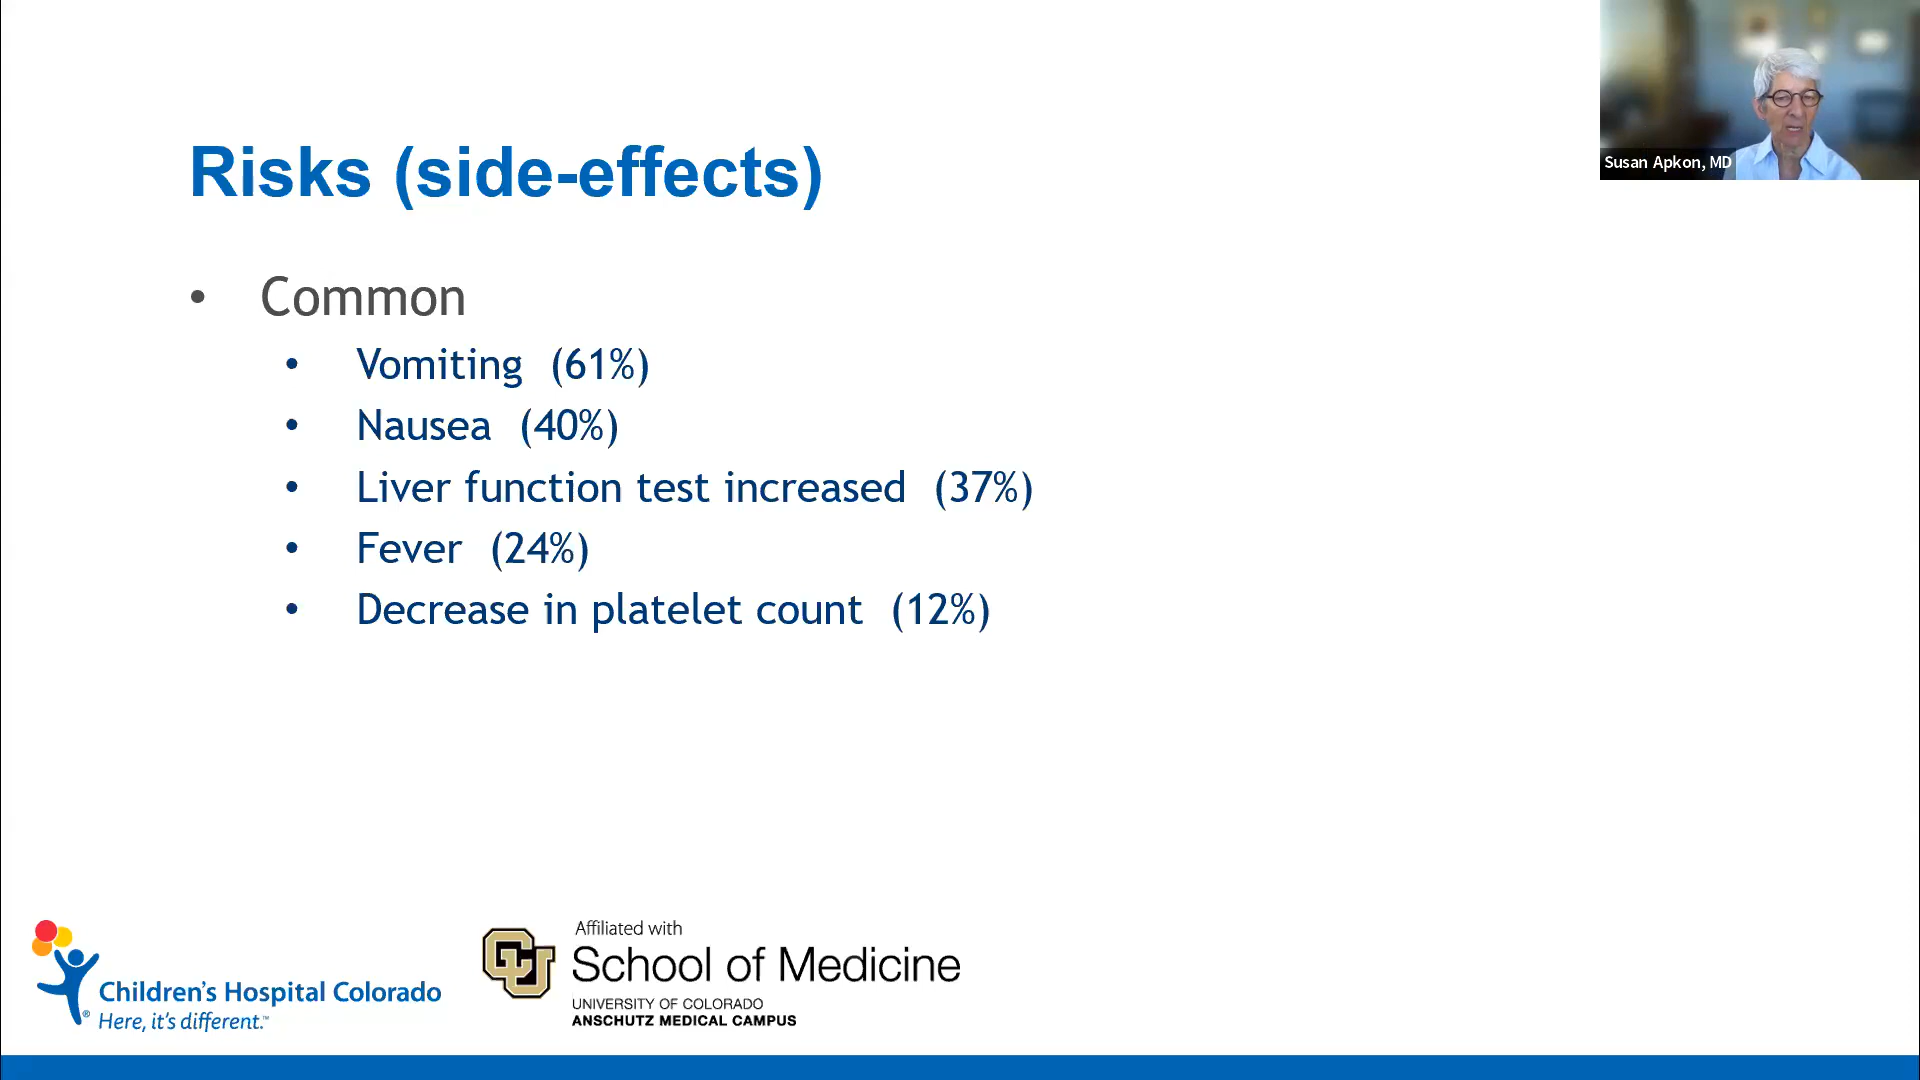 Susan Apkon, MD
Risks (side-effects)
• Common
• Vomiting (61%)
• Nausea (40%)
• Liver function test increased (37%)
• Fever (24%)
• Decrease in platelet count (12%)
Children's Hospital Colorado
Here, it's different.™
®
CU
Affiliated with
School of Medicine
UNIVERSITY OF COLORADO
ANSCHUTZ MEDICAL CAMPUS